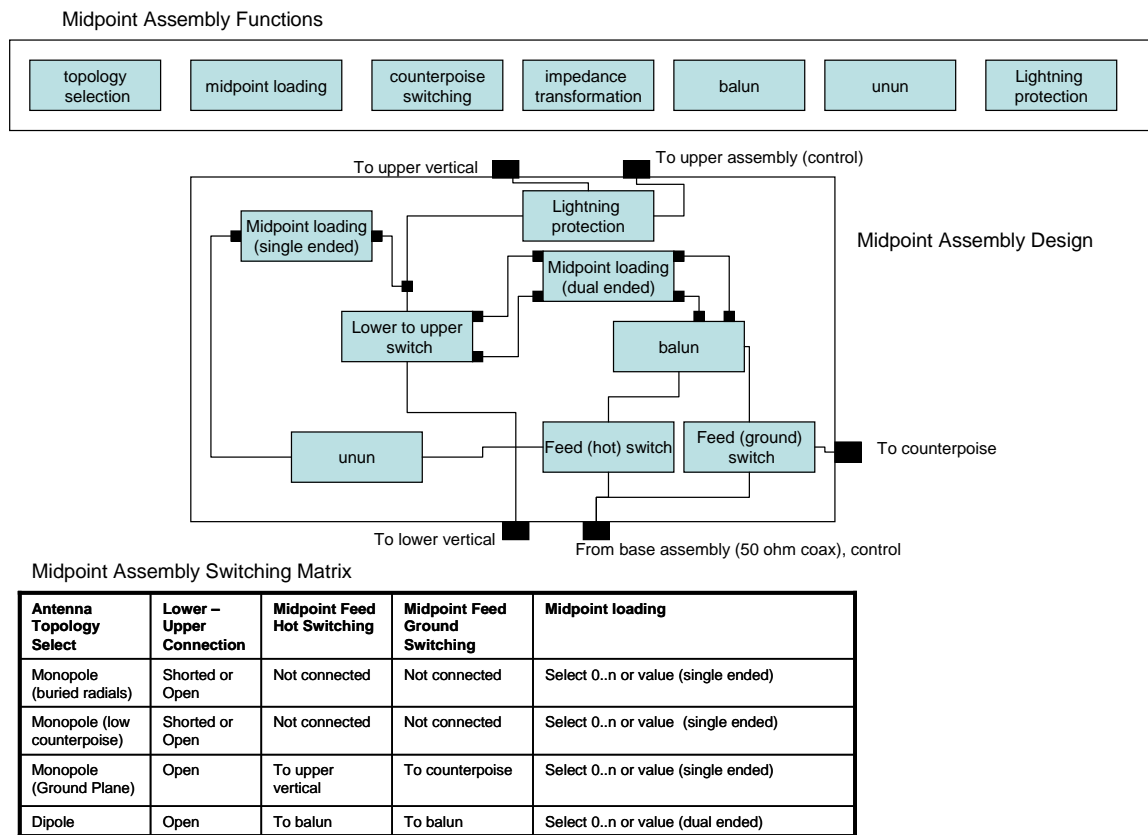 Midpoint Assembly Functions
topology
selection
midpoint loading
counterpoise
switching
impedance
transformation
balun
unun
Lightning
protection
To upper vertical
To upper assembly (control)
Lightning
protection
Midpoint loading
(single ended)
Midpoint Assembly Design
Midpoint loading
(dual ended)
Lower to upper
switch
balun
unun
Feed (hot) switch
Feed (ground)
switch
To counterpoise
To lower vertical
From base assembly (50 ohm coax), control
Midpoint Assembly Switching Matrix
Antenna
Topology
Select
Lower –
Upper
Connection
Midpoint Feed
Hot Switching
Midpoint Feed
Ground
Switching
Midpoint loading
Monopole
(buried radials)
Shorted or
Open
Not connected
Not connected
Select 0..n or value (single ended)
Monopole (low
counterpoise)
Shorted or
Open
Not connected
Not connected
Select 0..n or value (single ended)
Monopole
(Ground Plane)
Open
To upper
vertical
To counterpoise
Select 0..n or value (single ended)
Dipole
Open
To balun
To balun
Select 0..n or value (dual ended)